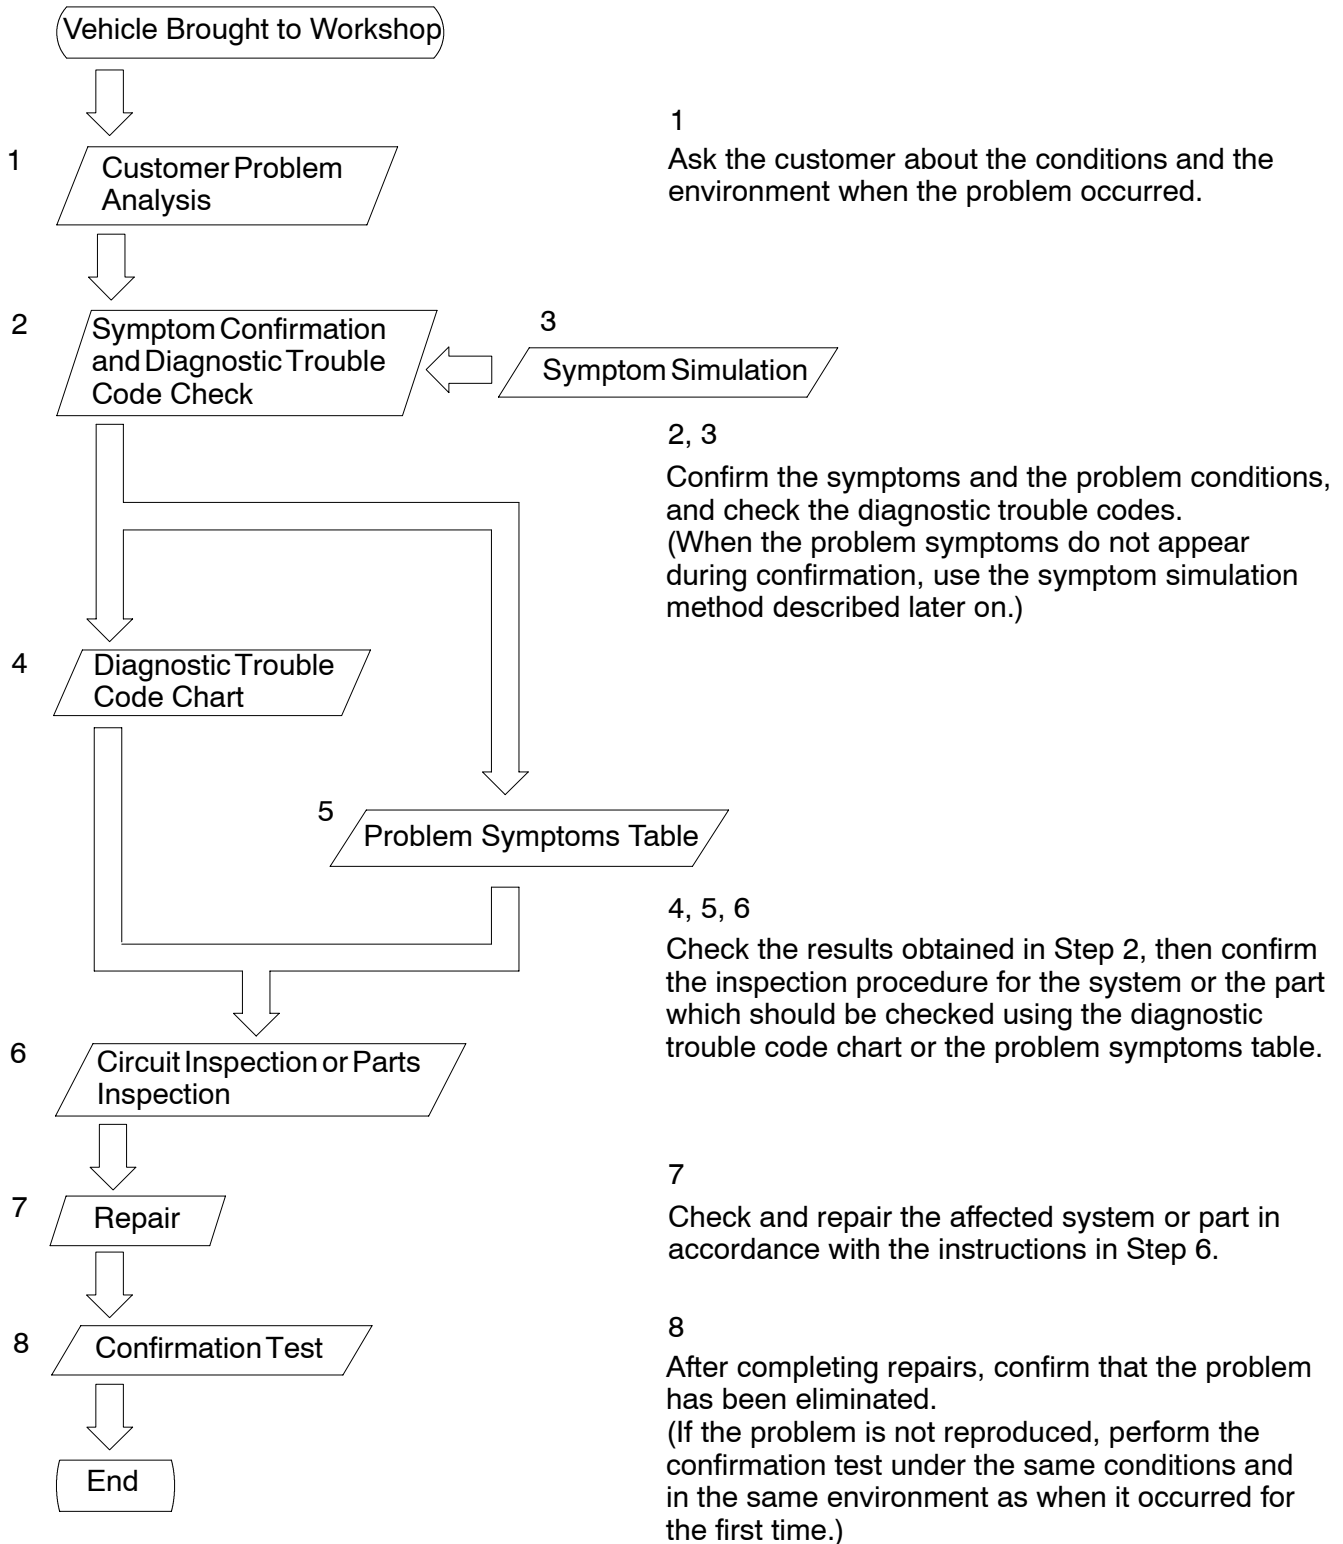 Vehicle Brought to Workshop
1
Customer Problem
Analysis
1
Ask the customer about the conditions and the
environment when the problem occurred.
2
Symptom Confirmation
and Diagnostic Trouble
Code Check
3
Symptom Simulation
2, 3
Confirm the symptoms and the problem conditions,
and check the diagnostic trouble codes.
(When the problem symptoms do not appear
during confirmation, use the symptom simulation
method described later on.)
4
Diagnostic Trouble
Code Chart
5
Problem Symptoms Table
4, 5, 6
Check the results obtained in Step 2, then confirm
the inspection procedure for the system or the part
which should be checked using the diagnostic
trouble code chart or the problem symptoms table.
6
Circuit Inspection or Parts
Inspection
7
Repair
7
Check and repair the affected system or part in
accordance with the instructions in Step 6.
8
Confirmation Test
8
After completing repairs, confirm that the problem
has been eliminated.
(If the problem is not reproduced, perform the
confirmation test under the same conditions and
in the same environment as when it occurred for
the first time.)
End